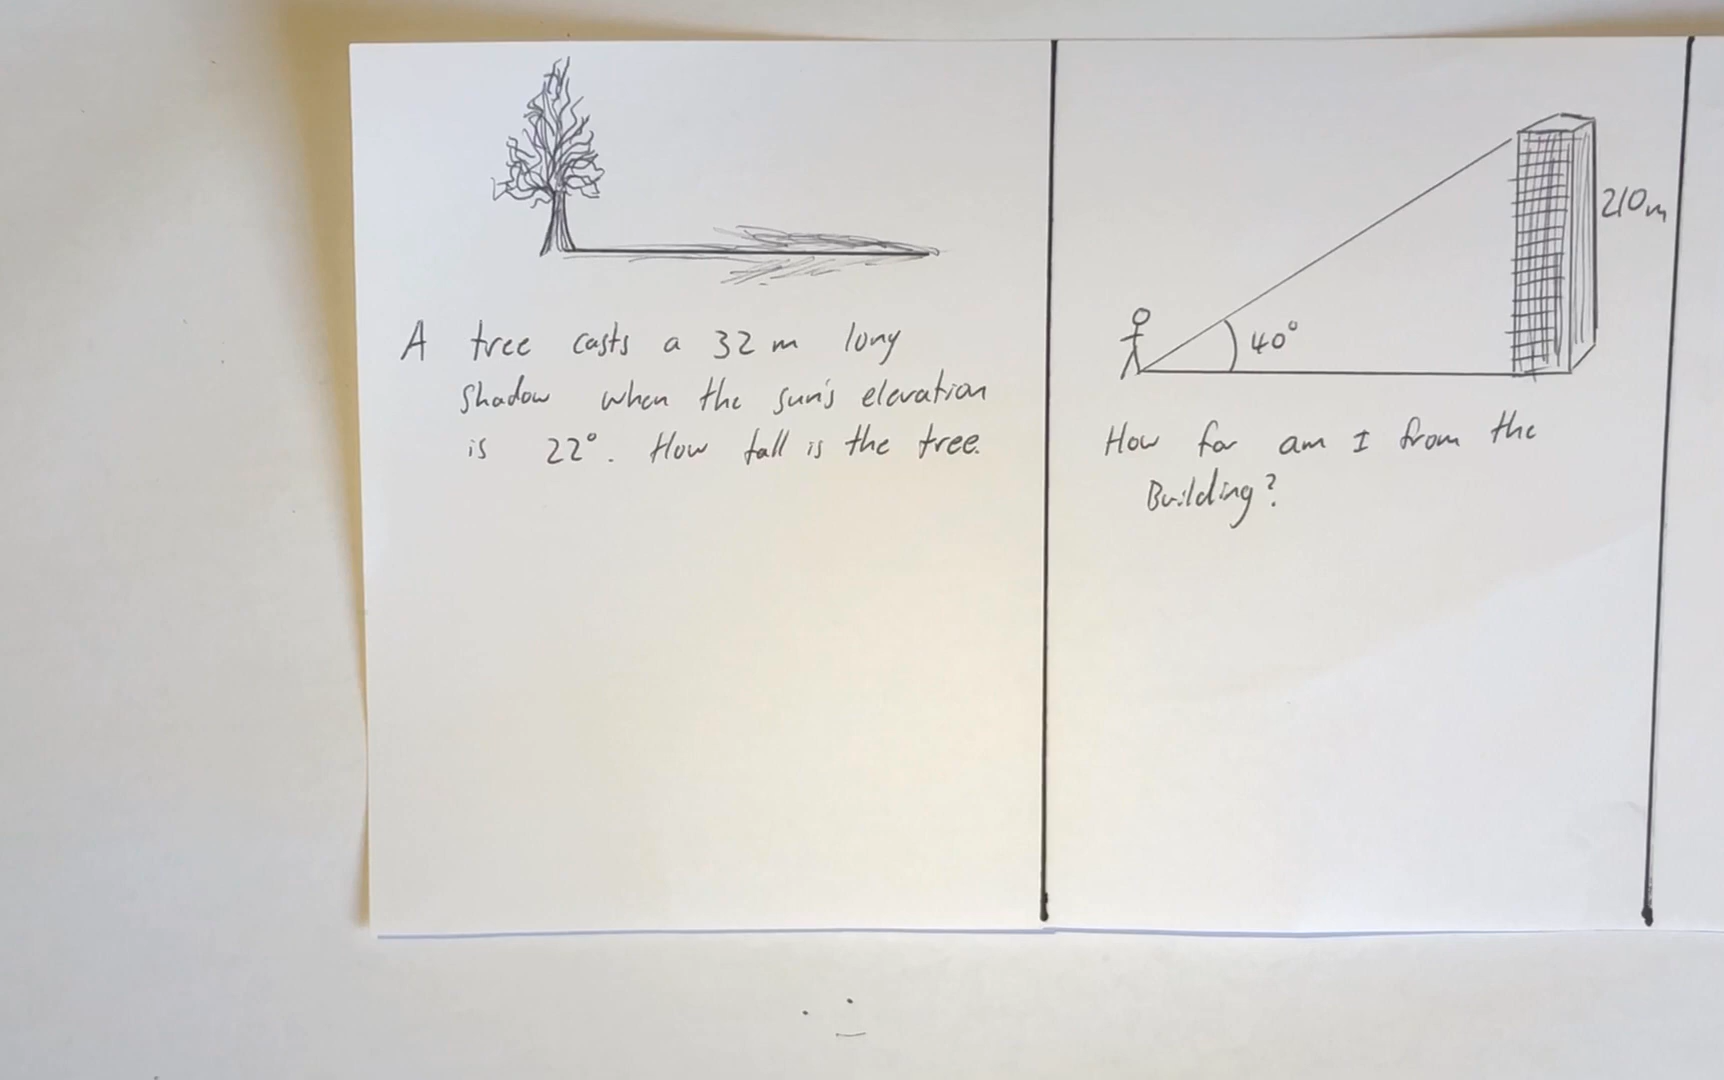 A tree casts a 32 m long
shadow when the sun's elevation
is 22°. How tall is the tree.
210m
40°
How far am I from the
Building?